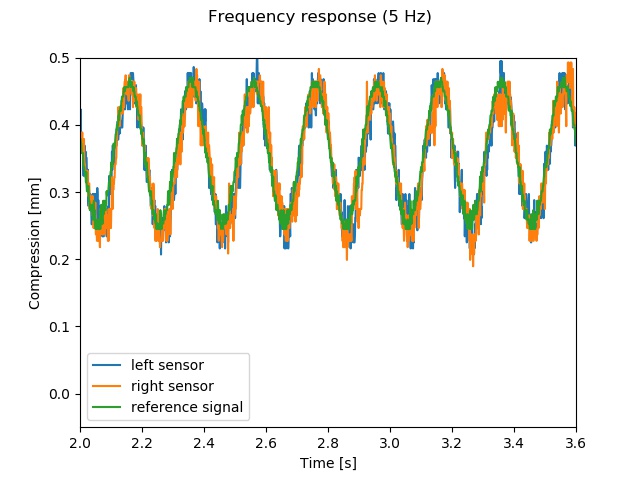 Frequency response (5 Hz)
0.5
0.4
0.3
0.2
0.1
0.0
Compression [mm]
left sensor
right sensor
reference signal
2.0 2.2 2.4 2.6 2.8 3.0 3.2 3.4 3.6
Time [s]